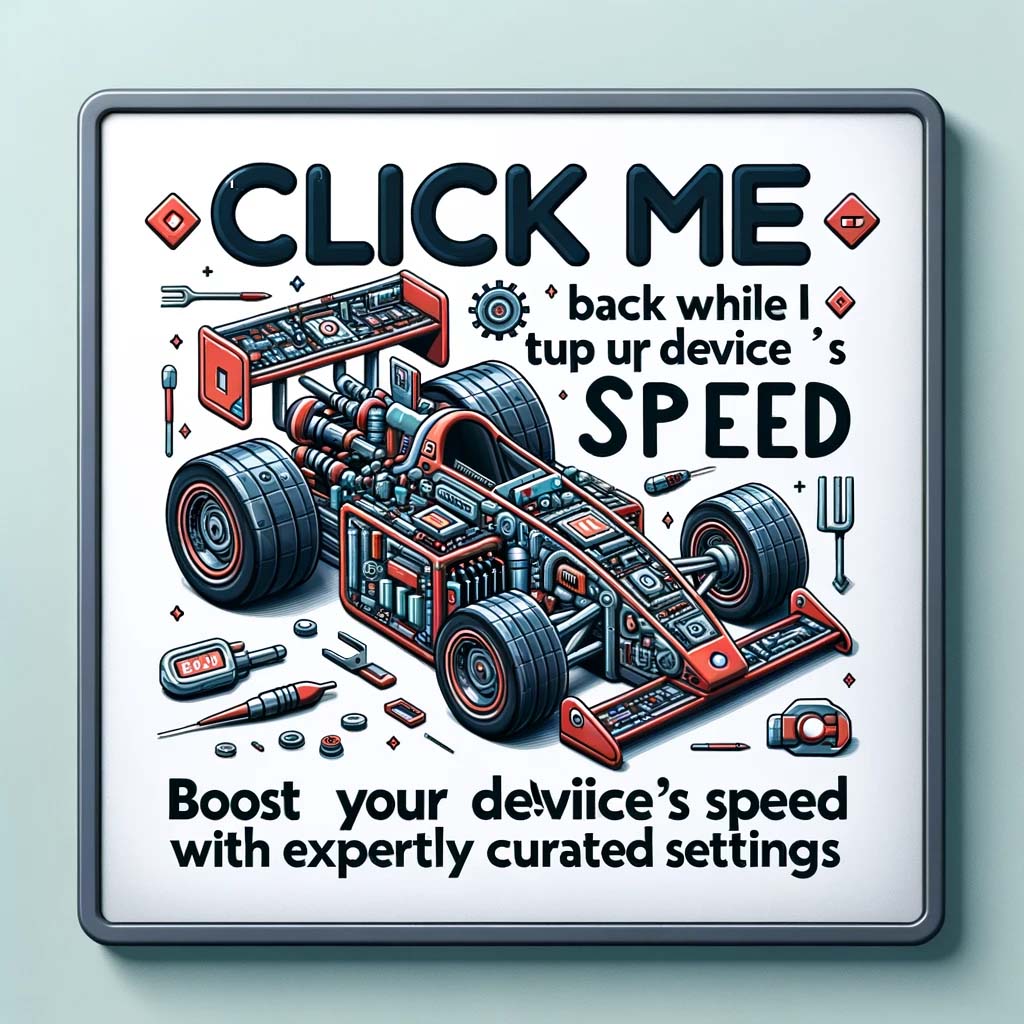 CLICK ME
back while I
tup ur device 's
SPEED
Boost your deviice's speed
with expertly curated settings